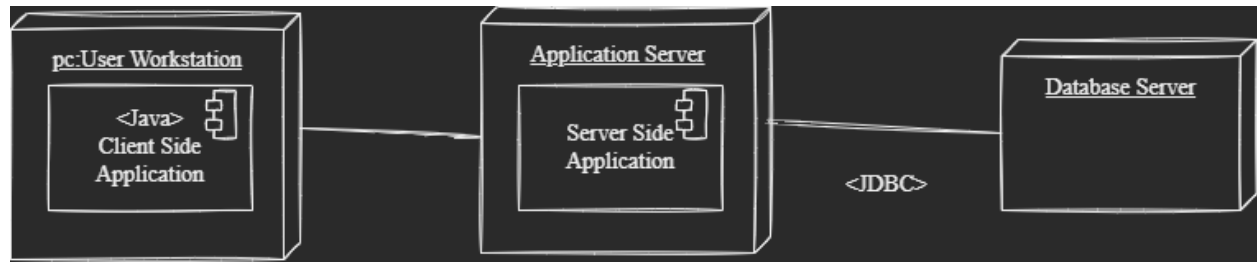 pc:User Workstation
<Java>
Client Side
Application
Application Server
Server Side
Application
<JDBC>
Database Server